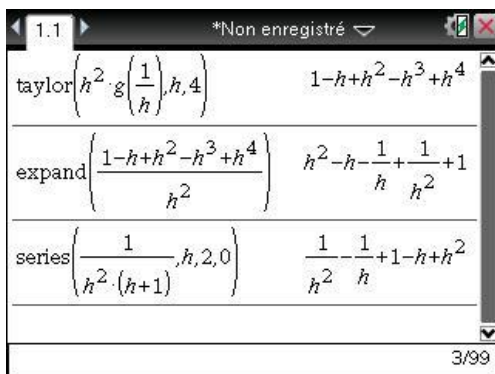 1.1 *Non enregistré
taylor(h²·g(1/h),h,4) 1-h+h²-h³+h⁴
expand((1-h+h²-h³+h⁴)/h²) h²-h-1/h+1/h²+1
series(1/(h²·(h+1)),h,2,0) 1/h²-1/h+1-h+h²
3/99